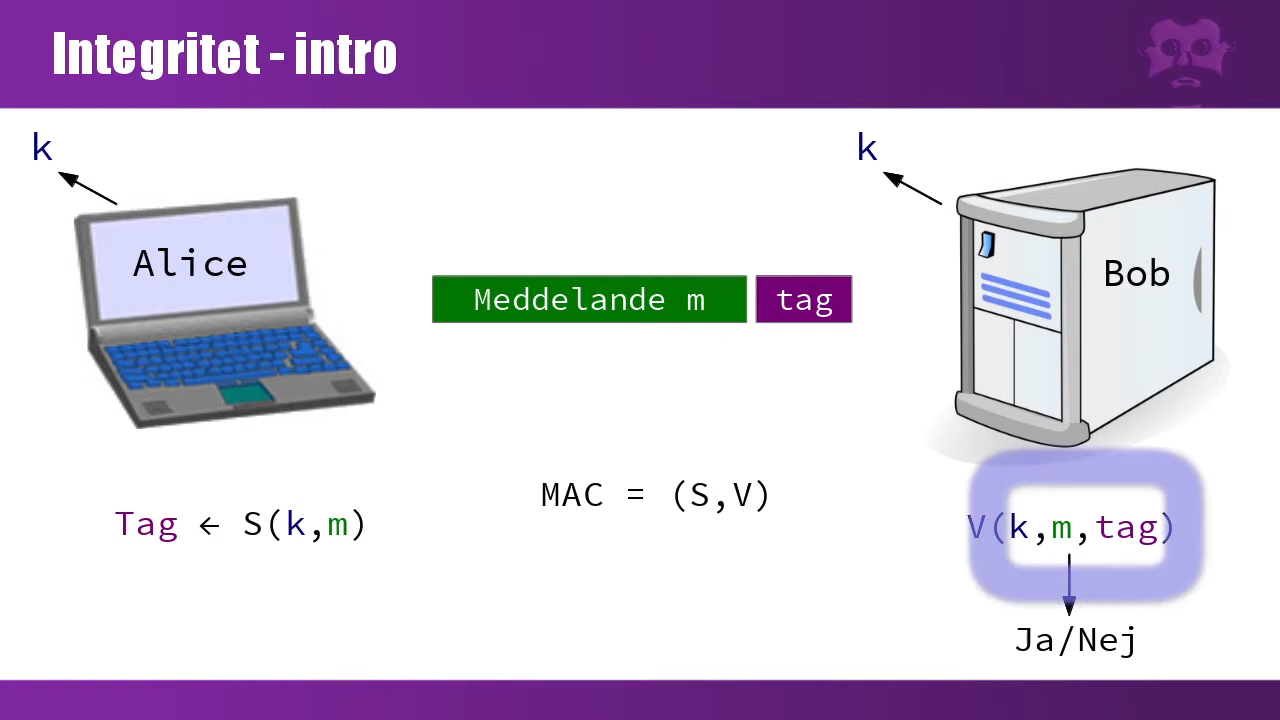 Integritet - intro
k
k
Alice
Bob
Meddelande m
tag
MAC = (S,V)
Tag ← S(k,m)
V(k,m,tag)
Ja/Nej